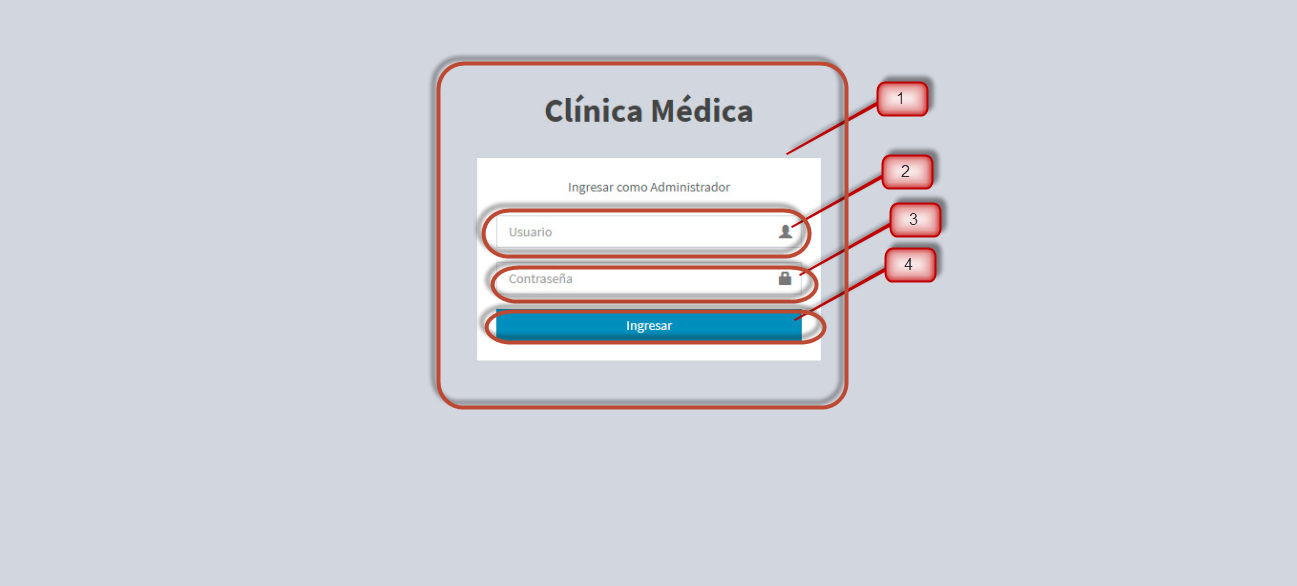 Clínica Médica
1
Ingresar como Administrador
2
Usuario
3
Contraseña
4
Ingresar